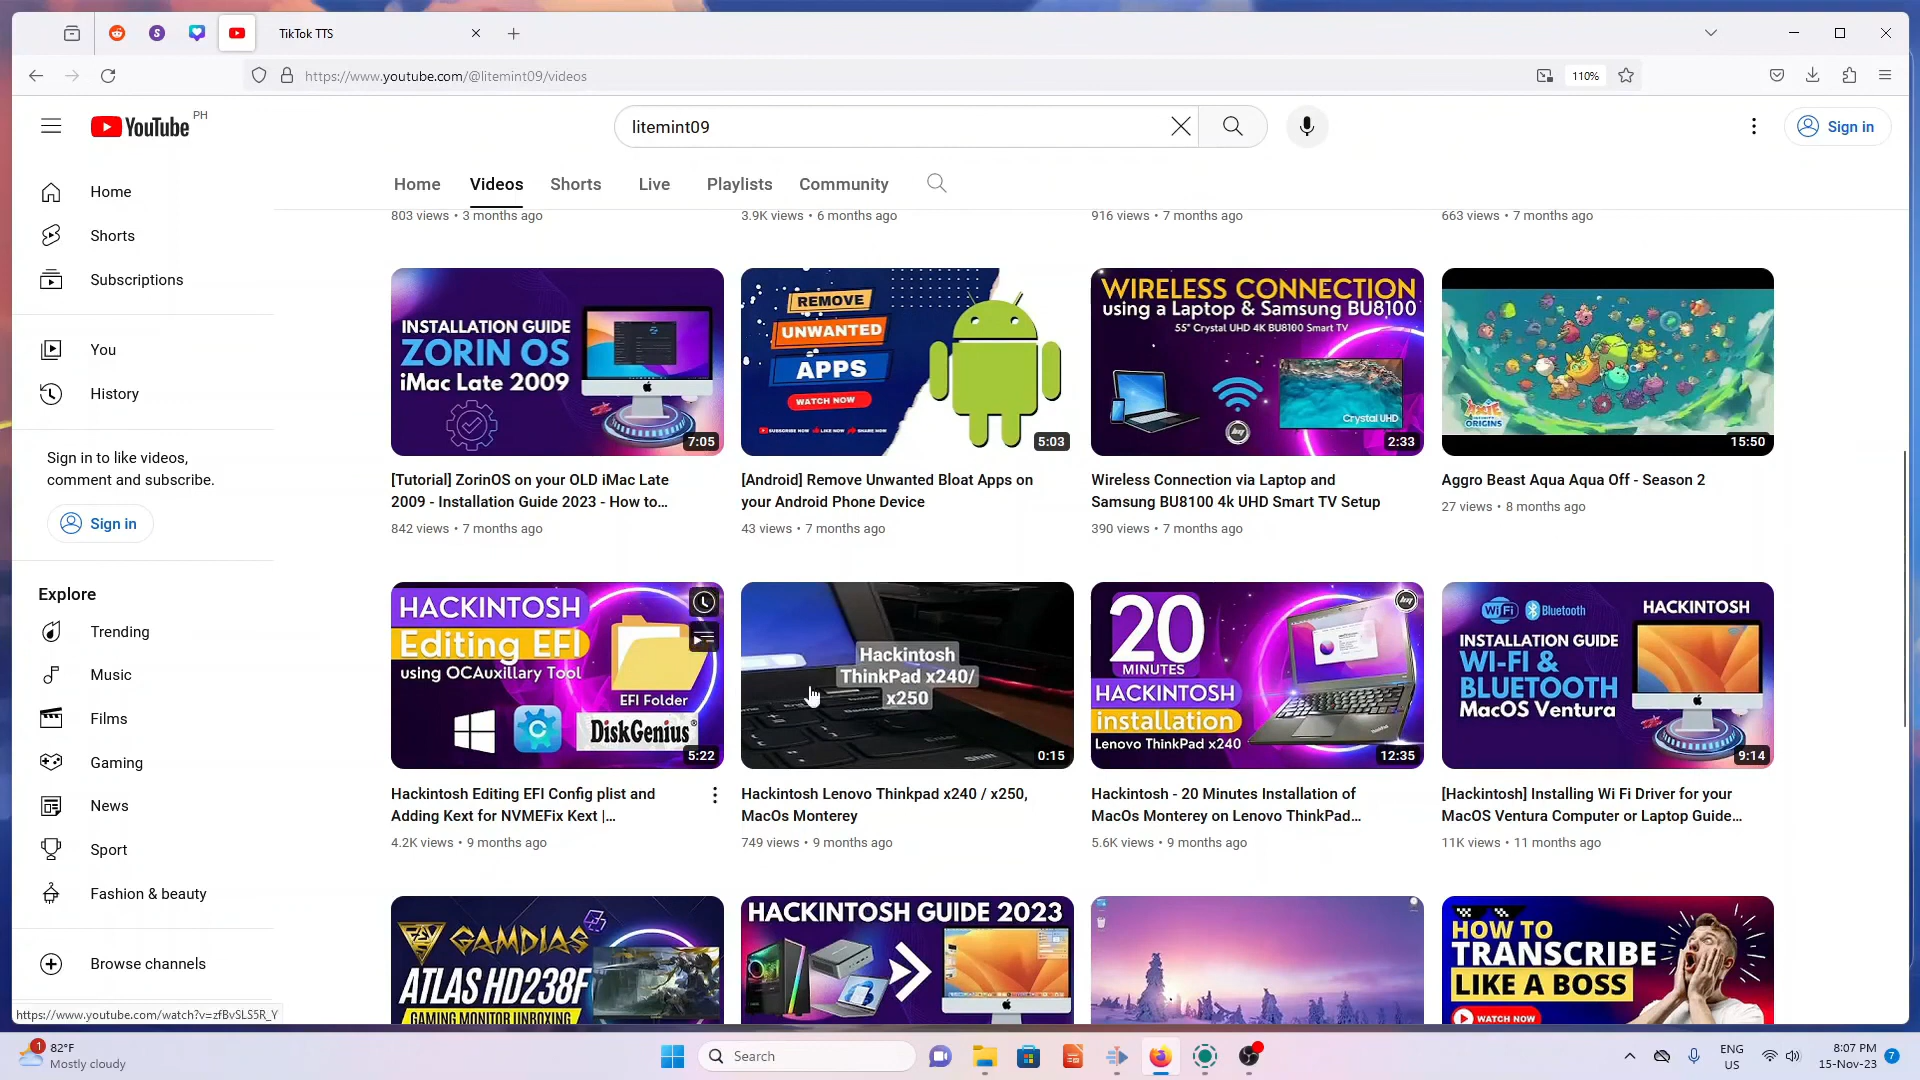 TikTok TTS
https://www.youtube.com/@litemint09/videos
110%
YouTube PH
litemint09
Sign in
Home
Videos
Shorts
Live
Playlists
Community
Home
Shorts
Subscriptions
You
History
Sign in to like videos,
comment and subscribe.
Sign in
Explore
Trending
Music
Films
Gaming
News
Sport
Fashion & beauty
Browse channels
803 views • 3 months ago
3.9K views • 6 months ago
916 views • 7 months ago
663 views • 7 months ago
INSTALLATION GUIDE
ZORIN OS
iMac Late 2009
7:05
[Tutorial] ZorinOS on your OLD iMac Late
2009 - Installation Guide 2023 - How to...
842 views • 7 months ago
REMOVE
UNWANTED
APPS
WATCH NOW
SUBSCRIBE NOW LIKE NOW SHARE NOW
5:03
[Android] Remove Unwanted Bloat Apps on
your Android Phone Device
43 views • 7 months ago
WIRELESS CONNECTION
using a Laptop & Samsung BU8100
55" Crystal UHD 4K BU8100 Smart TV
Crystal UHD
2:33
Wireless Connection via Laptop and
Samsung BU8100 4k UHD Smart TV Setup
390 views • 7 months ago
AXIE
INFINITY
ORIGINS
15:50
Aggro Beast Aqua Aqua Off - Season 2
27 views • 8 months ago
HACKINTOSH
Editing EFI
using OCAuxillary Tool
EFI Folder
DiskGenius
5:22
Hackintosh Editing EFI Config plist and
Adding Kext for NVMEFix Kext |...
4.2K views • 9 months ago
Hackintosh
ThinkPad x240/
x250
Shift
0:15
Hackintosh Lenovo Thinkpad x240 / x250,
MacOs Monterey
749 views • 9 months ago
20
MINUTES
HACKINTOSH
installation
Lenovo ThinkPad x240
12:35
Hackintosh - 20 Minutes Installation of
MacOs Monterey on Lenovo ThinkPad...
5.6K views • 9 months ago
WiFi Bluetooth
HACKINTOSH
INSTALLATION GUIDE
WI-FI &
BLUETOOTH
MacOS Ventura
9:14
[Hackintosh] Installing Wi Fi Driver for your
MacOS Ventura Computer or Laptop Guide...
11K views • 11 months ago
GAMDIAS
ATLAS HD238F
GAMING MONITOR UNBOXING
HACKINTOSH GUIDE 2023
HOW TO
TRANSCRIBE
LIKE A BOSS
WATCH NOW
https://www.youtube.com/watch?v=zfBvSLS5R_Y
1
82°F
Mostly cloudy
Search
ENG
US
8:07 PM
15-Nov-23
7